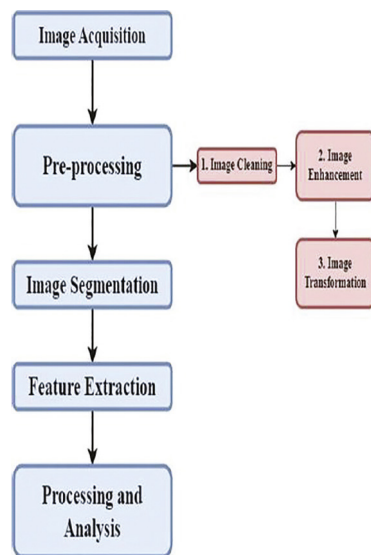 Image Acquisition
Pre-processing
1. Image Cleaning
2. Image
Enhancement
3. Image
Transformation
Image Segmentation
Feature Extraction
Processing and
Analysis